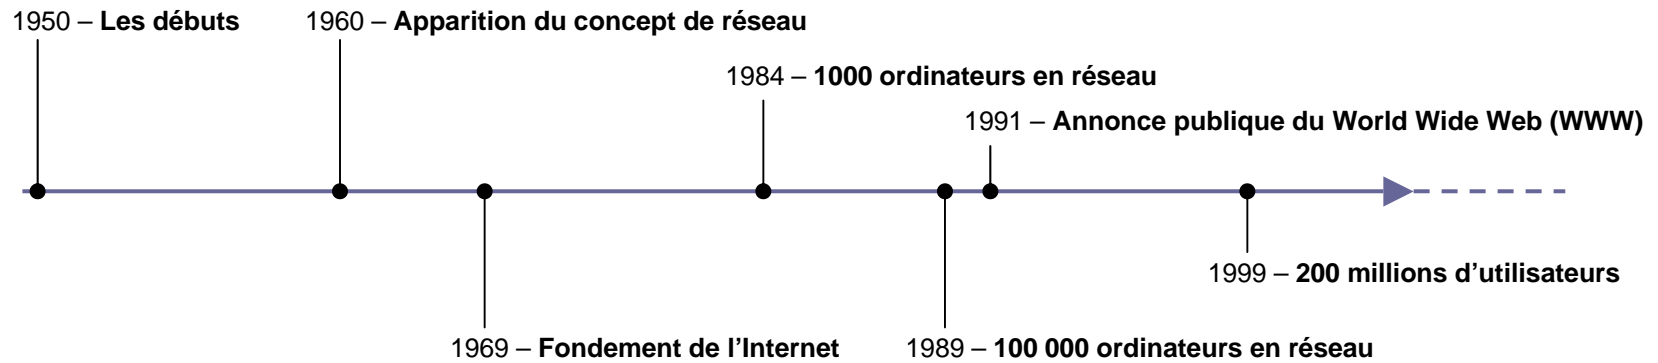 1950 – Les débuts
1960 – Apparition du concept de réseau
1984 – 1000 ordinateurs en réseau
1991 – Annonce publique du World Wide Web (WWW)
1999 – 200 millions d’utilisateurs
1969 – Fondement de l’Internet
1989 – 100 000 ordinateurs en réseau